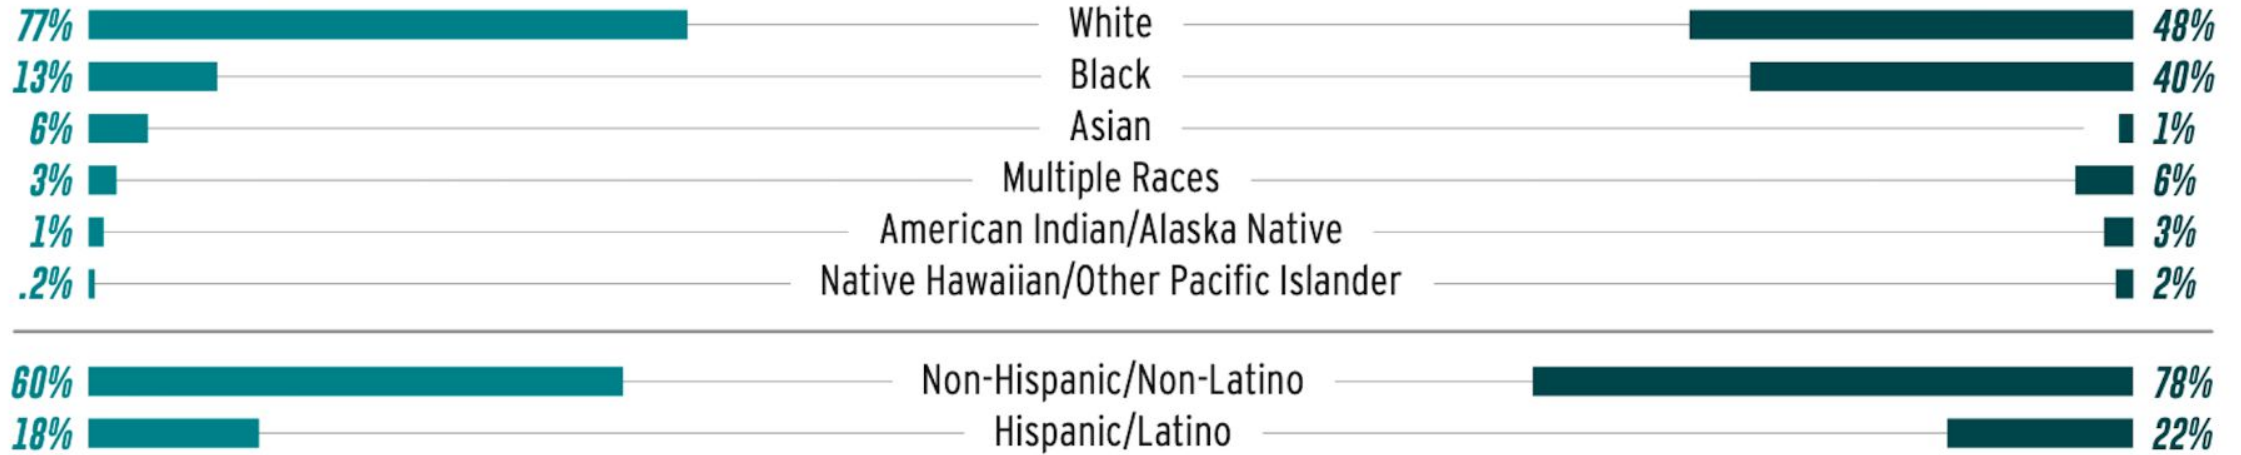 77% White 48%
13% Black 40%
6% Asian 1%
3% Multiple Races 6%
1% American Indian/Alaska Native 3%
.2% Native Hawaiian/Other Pacific Islander 2%
60% Non-Hispanic/Non-Latino 78%
18% Hispanic/Latino 22%